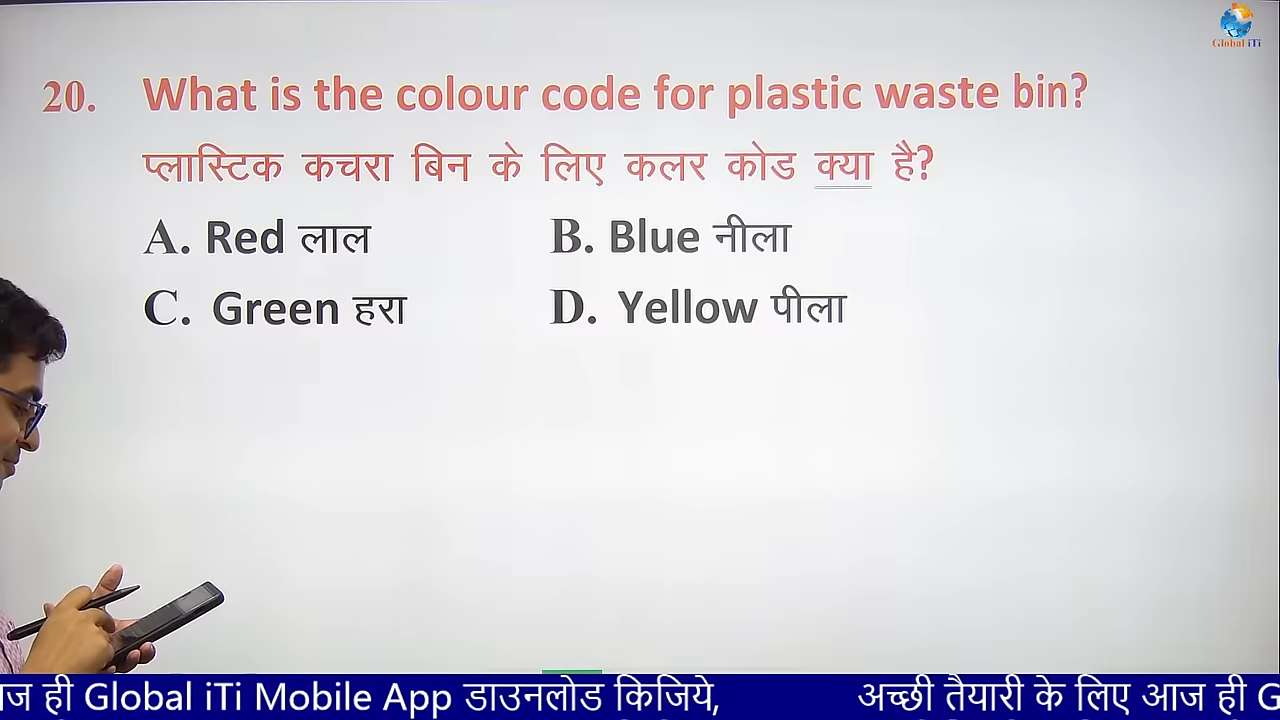 Global iTi
20. What is the colour code for plastic waste bin?
प्लास्टिक कचरा बिन के लिए कलर कोड क्या है?
A. Red लाल B. Blue नीला
C. Green हरा D. Yellow पीला
ज ही Global iTi Mobile App डाउनलोड किजिये, अच्छी तैयारी के लिए आज ही G